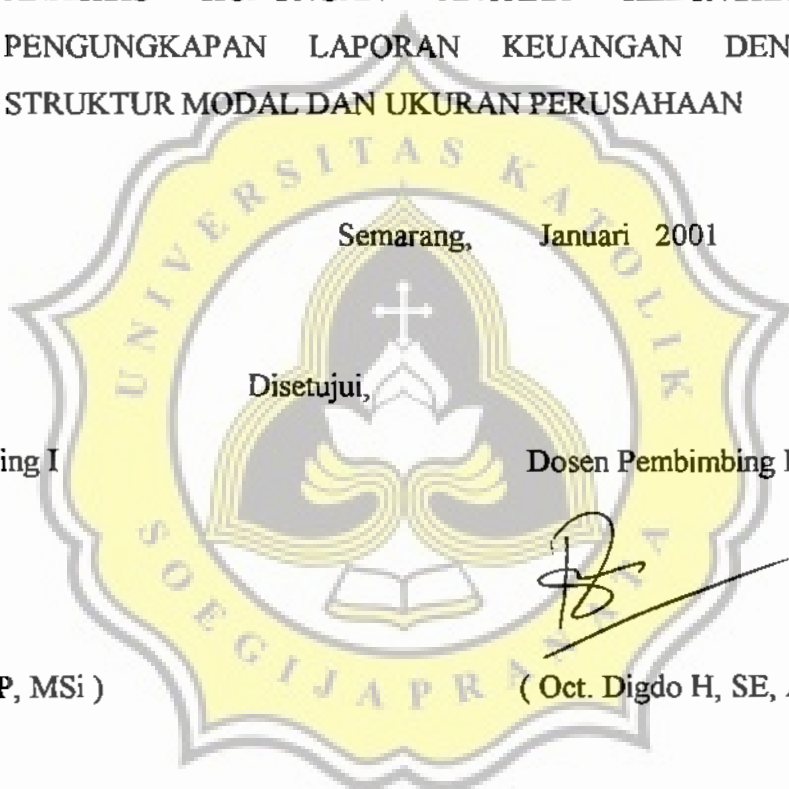 PENGUNGKAPAN LAPORAN KEUANGAN DEN
STRUKTUR MODAL DAN UKURAN PERUSAHAAN
UNIVERSITAS KATOLIK
Semarang, Januari 2001
Disetujui,
ing I
Dosen Pembimbing I
SOEGIJAPRANATA
P, MSi )
( Oct. Digdo H, SE, A